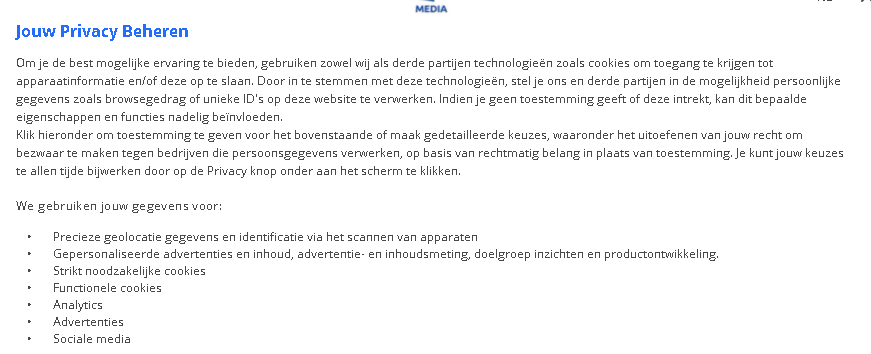 MEDIA
Jouw Privacy Beheren
Om je de best mogelijke ervaring te bieden, gebruiken zowel wij als derde partijen technologieën zoals cookies om toegang te krijgen tot
apparaatinformatie en/of deze op te slaan. Door in te stemmen met deze technologieën, stel je ons en derde partijen in de mogelijkheid persoonlijke
gegevens zoals browsegedrag of unieke ID's op deze website te verwerken. Indien je geen toestemming geeft of deze intrekt, kan dit bepaalde
eigenschappen en functies nadelig beïnvloeden.
Klik hieronder om toestemming te geven voor het bovenstaande of maak gedetailleerde keuzes, waaronder het uitoefenen van jouw recht om
bezwaar te maken tegen bedrijven die persoonsgegevens verwerken, op basis van rechtmatig belang in plaats van toestemming. Je kunt jouw keuzes
te allen tijde bijwerken door op de Privacy knop onder aan het scherm te klikken.
We gebruiken jouw gegevens voor:
• Precieze geolocatie gegevens en identificatie via het scannen van apparaten
• Gepersonaliseerde advertenties en inhoud, advertentie- en inhoudsmeting, doelgroep inzichten en productontwikkeling.
• Strikt noodzakelijke cookies
• Functionele cookies
• Analytics
• Advertenties
• Sociale media